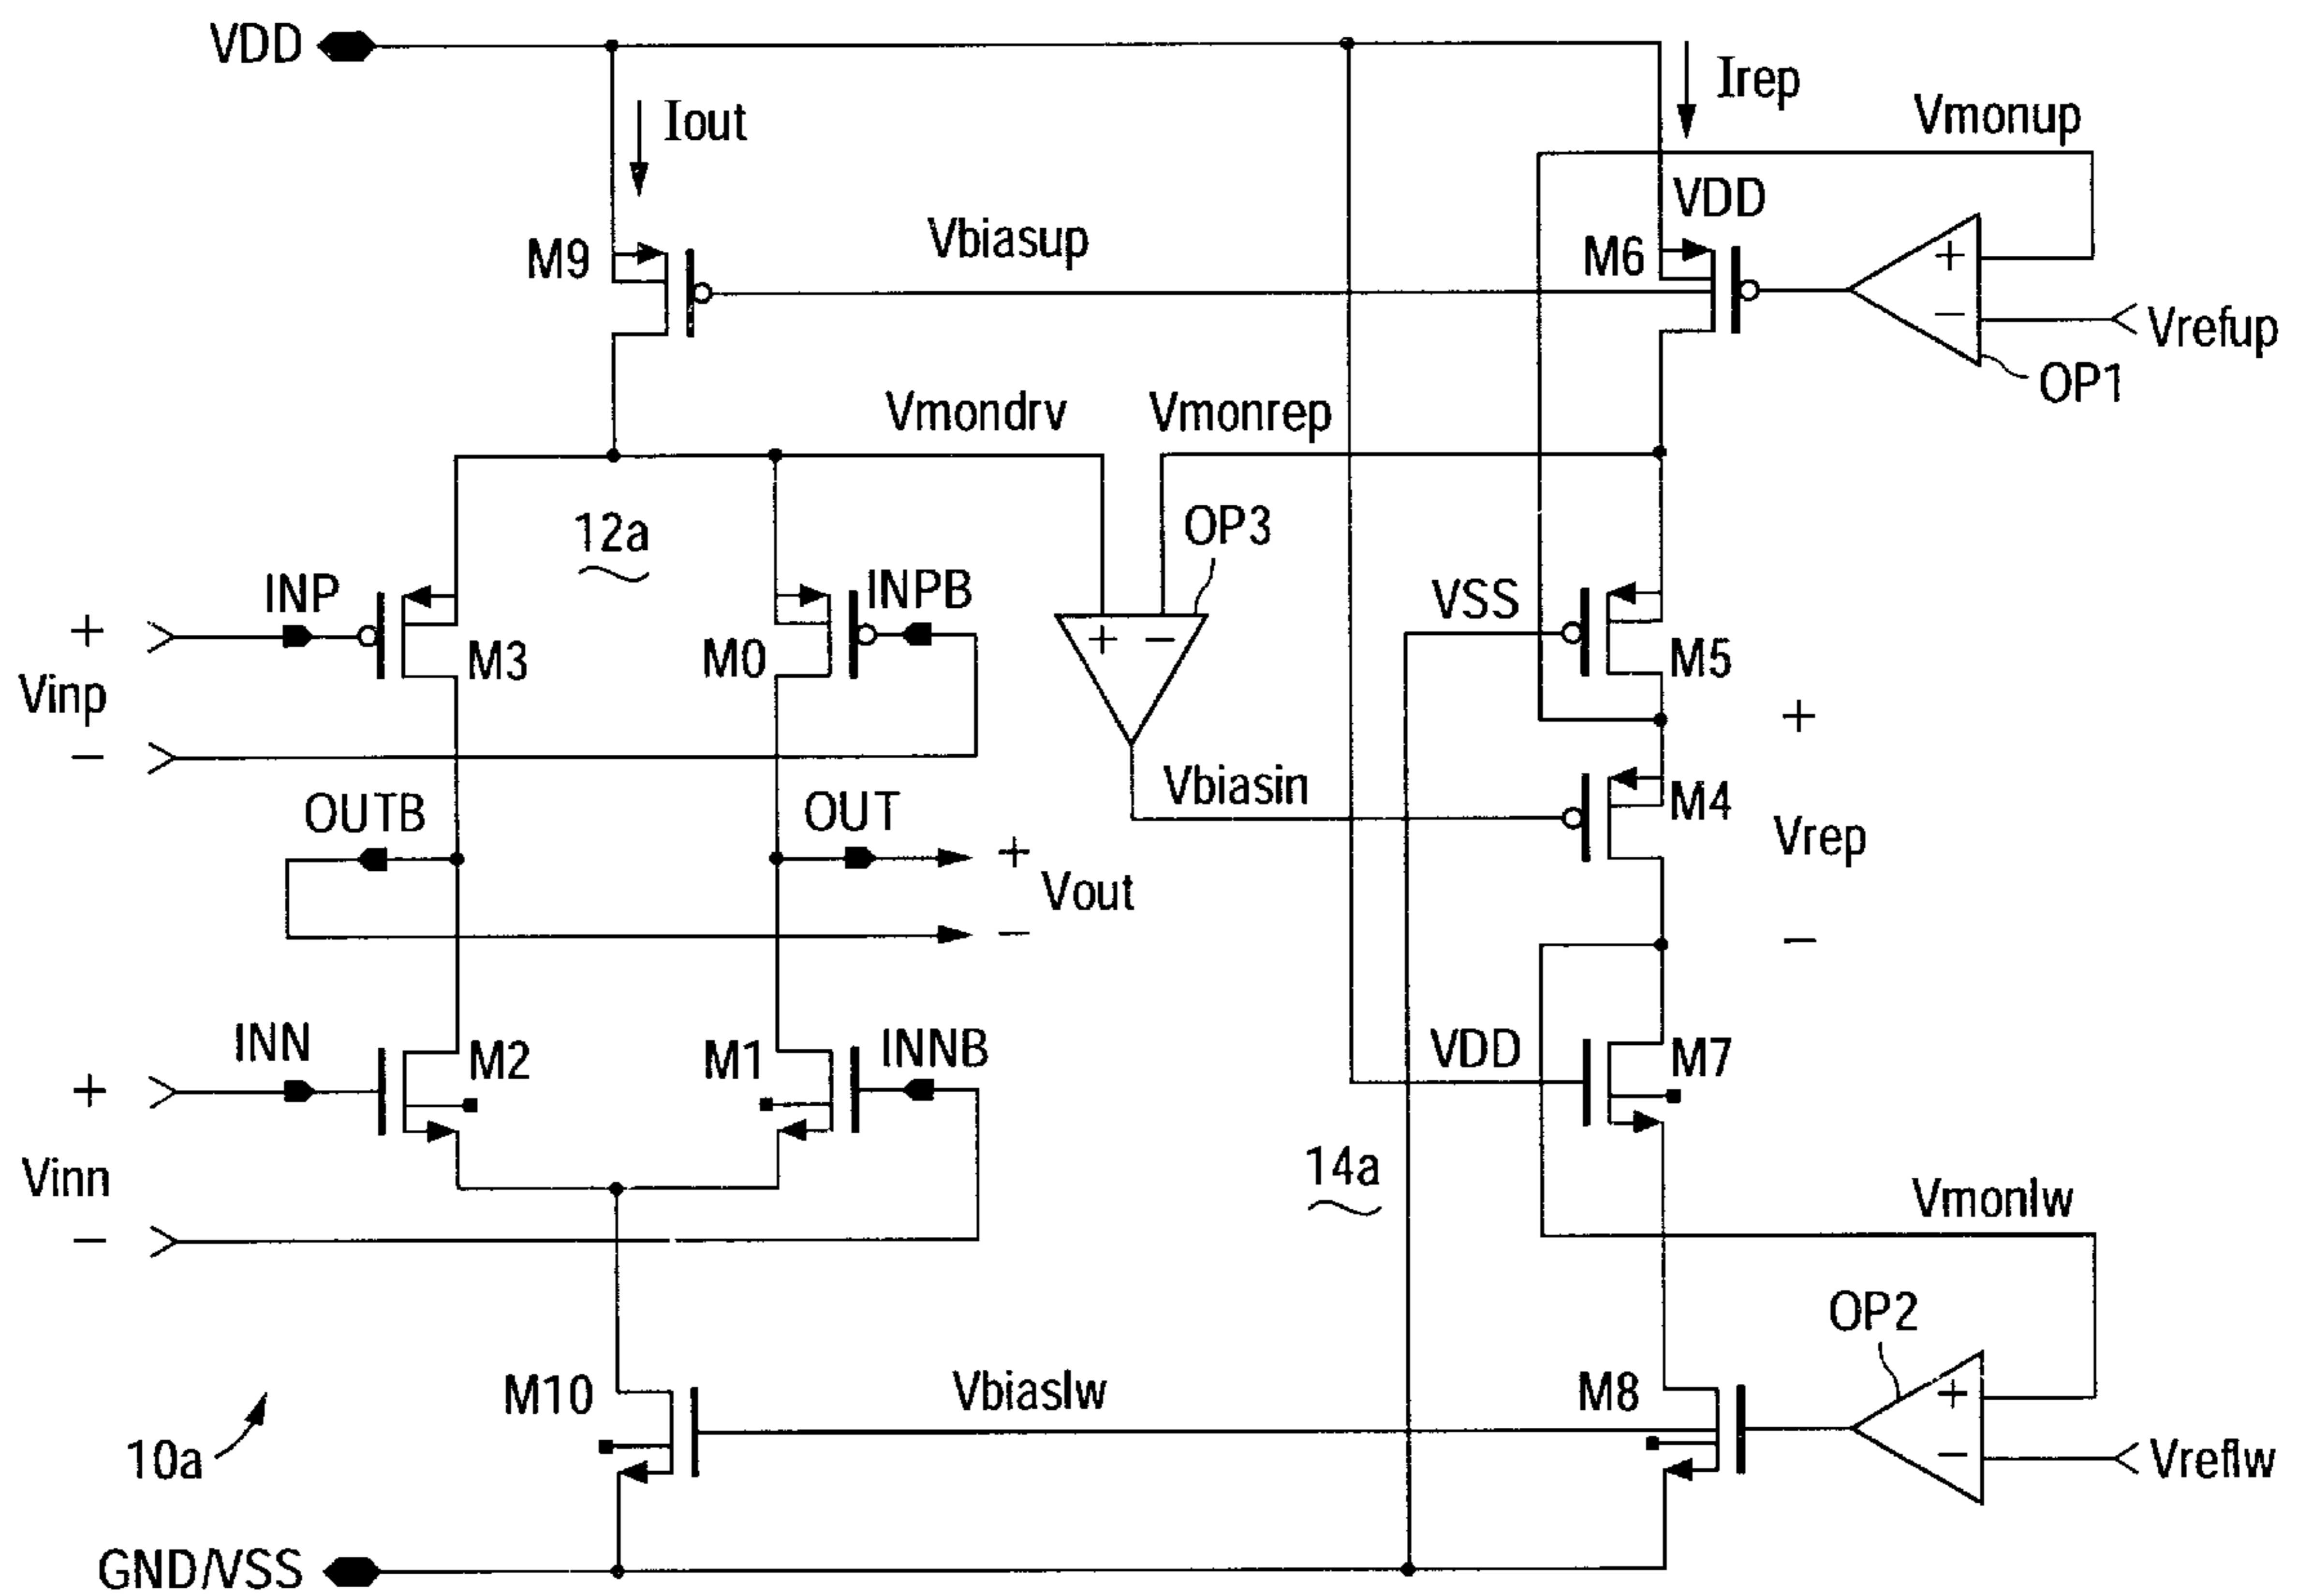 VDD
Iout
Irep
Vmonup
VDD
M9
Vbiasup
M6
+
−
Vrefup
OP1
Vmondrv
Vmonrep
12a
OP3
INP
INPB
VSS
+
M3
M0
+ −
M5
Vinp
−
+
OUTB
OUT
Vbiasin
M4
+
Vout
Vrep
−
−
INN
M2
M1
INNB
VDD
M7
+
Vinn
14a
Vmonlw
−
OP2
M10
Vbiaslw
M8
+
10a
−
Vreflw
GND/VSS